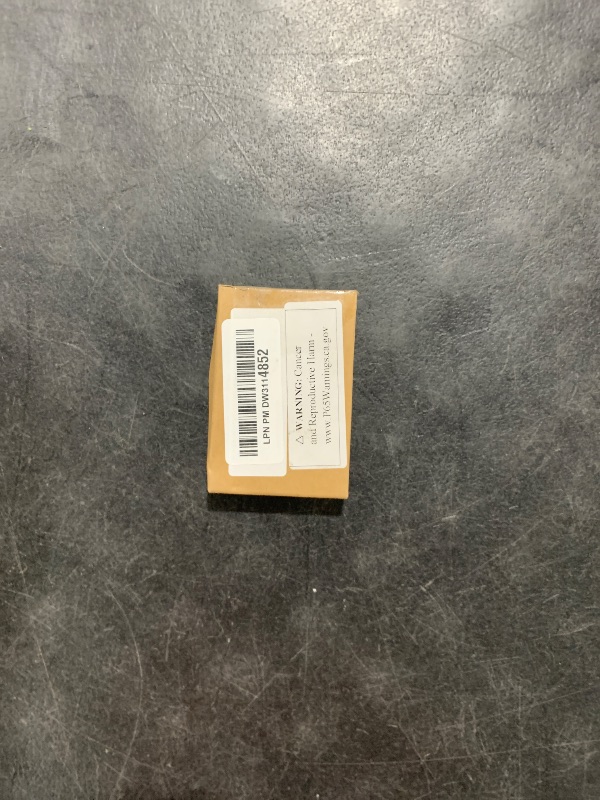 LPN PM DW3114852
⚠ WARNING: Cancer
and Reproductive Harm -
www.P65Warnings.ca.gov